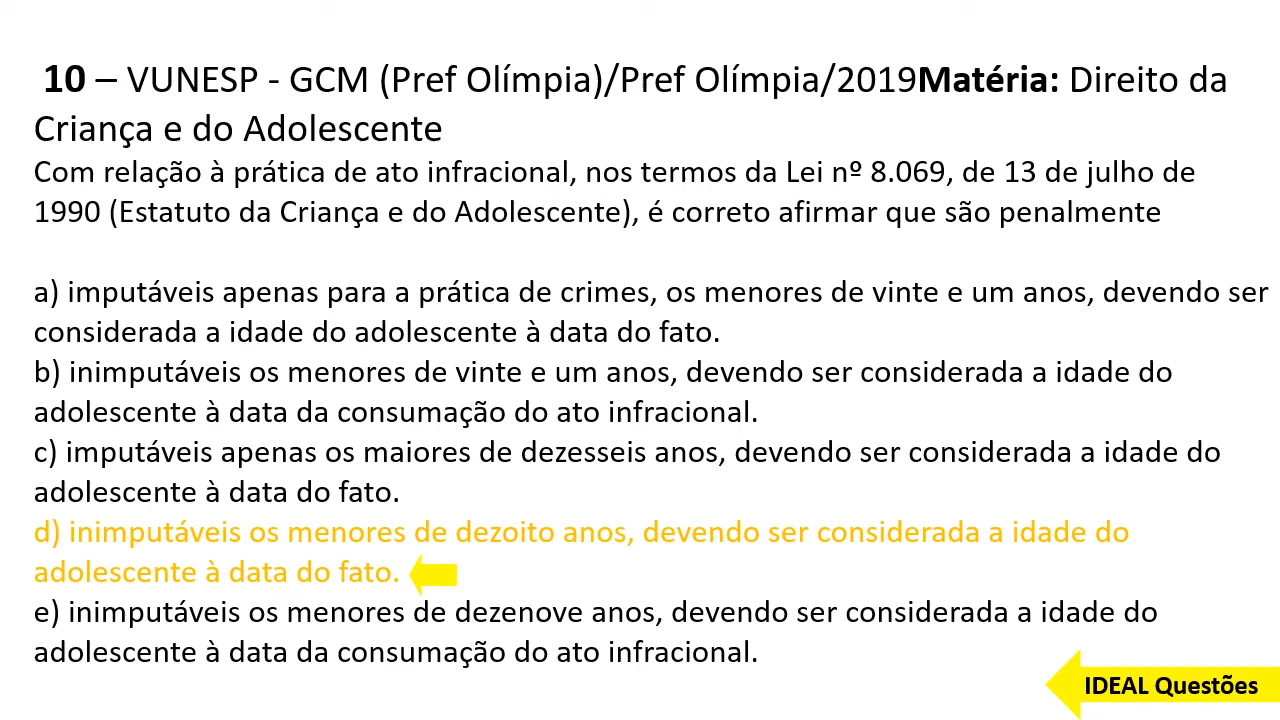 10 – VUNESP - GCM (Pref Olímpia)/Pref Olímpia/2019Matéria: Direito da
Criança e do Adolescente
Com relação à prática de ato infracional, nos termos da Lei nº 8.069, de 13 de julho de
1990 (Estatuto da Criança e do Adolescente), é correto afirmar que são penalmente
a) imputáveis apenas para a prática de crimes, os menores de vinte e um anos, devendo ser
considerada a idade do adolescente à data do fato.
b) inimputáveis os menores de vinte e um anos, devendo ser considerada a idade do
adolescente à data da consumação do ato infracional.
c) imputáveis apenas os maiores de dezesseis anos, devendo ser considerada a idade do
adolescente à data do fato.
d) inimputáveis os menores de dezoito anos, devendo ser considerada a idade do
adolescente à data do fato.
e) inimputáveis os menores de dezenove anos, devendo ser considerada a idade do
adolescente à data da consumação do ato infracional.
IDEAL Questões